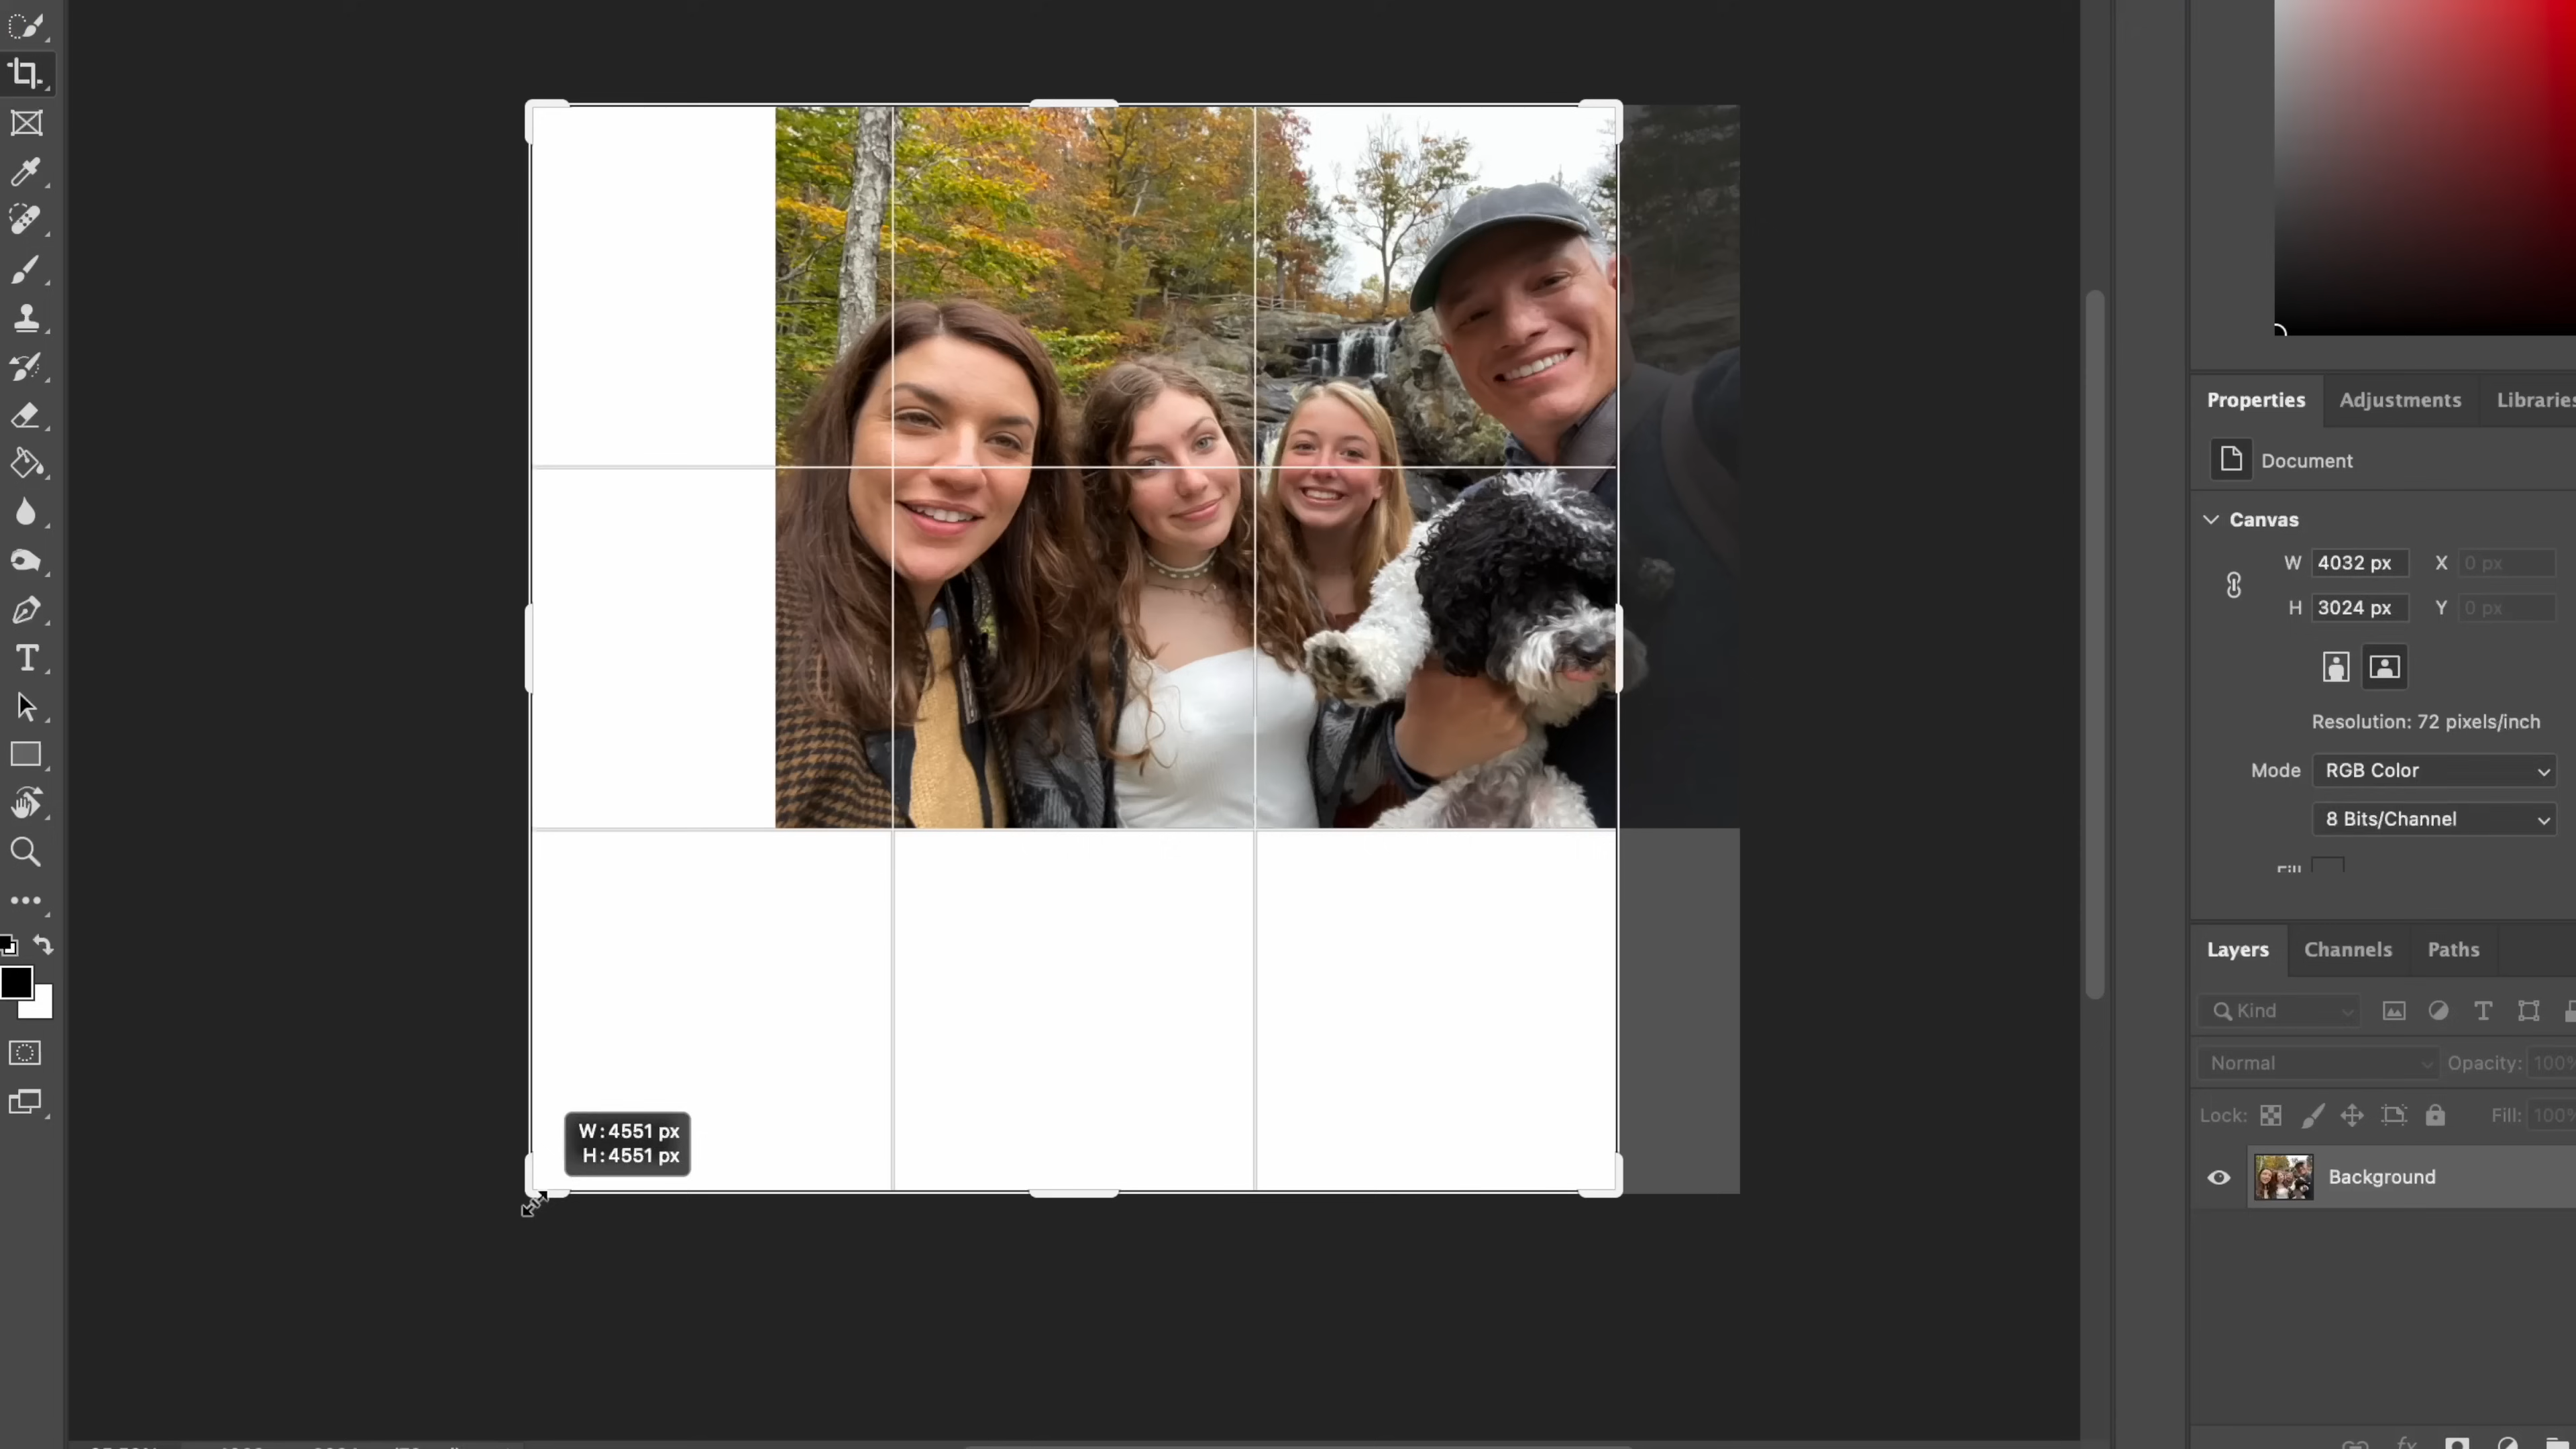 Properties Adjustments Libraries
Document
Canvas
W 4032 px X 0 px
H 3024 px Y 0 px
Resolution: 72 pixels/inch
Mode RGB Color
8 Bits/Channel
Fill
Layers Channels Paths
Kind
Normal Opacity: 100%
Lock: Fill: 100%
Background
W: 4551 px
H: 4551 px